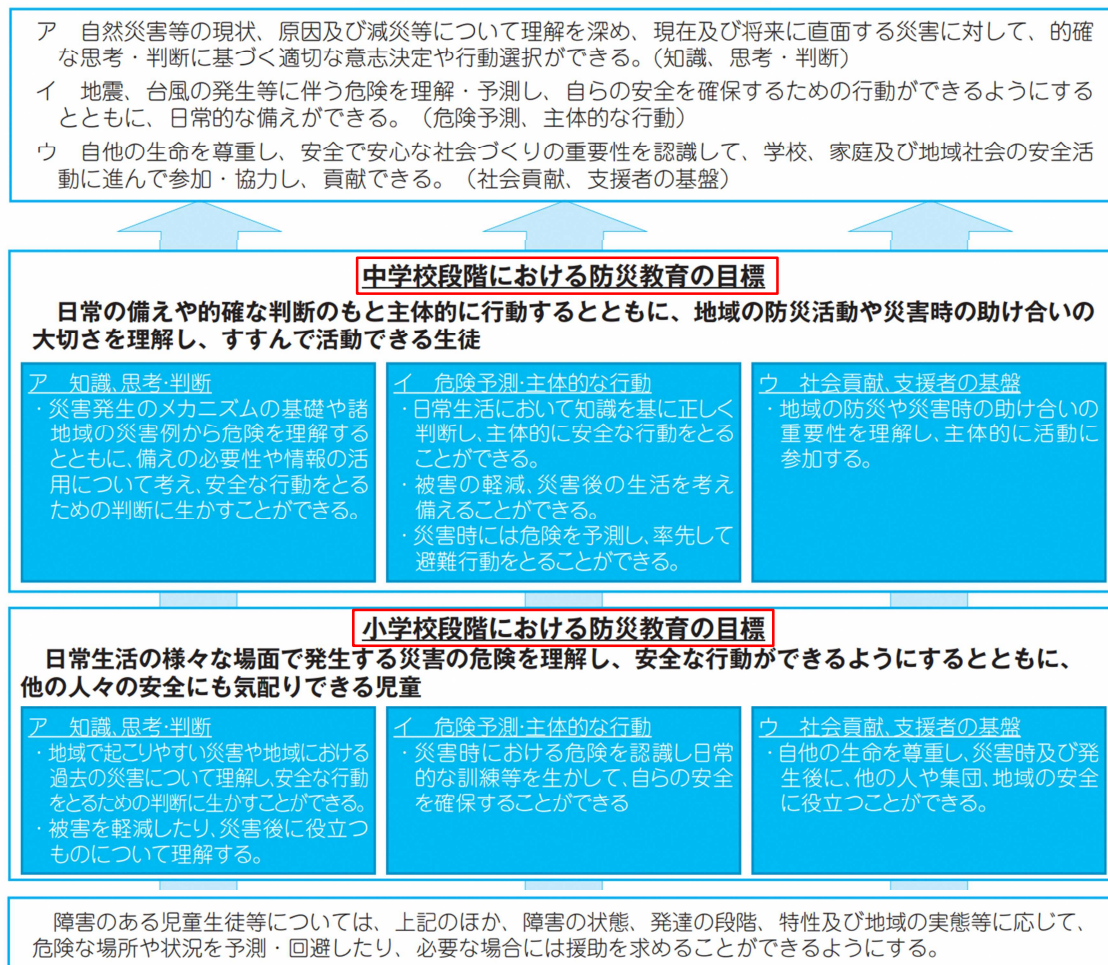 ア　自然災害等の現状、原因及び減災等について理解を深め、現在及び将来に直面する災害に対して、的確
な思考・判断に基づく適切な意志決定や行動選択ができる。（知識、思考・判断）
イ　地震、台風の発生等に伴う危険を理解・予測し、自らの安全を確保するための行動ができるようにする
とともに、日常的な備えができる。（危険予測、主体的な行動）
ウ　自他の生命を尊重し、安全で安心な社会づくりの重要性を認識して、学校、家庭及び地域社会の安全活
動に進んで参加・協力し、貢献できる。（社会貢献、支援者の基盤）
中学校段階における防災教育の目標
日常の備えや的確な判断のもと主体的に行動するとともに、地域の防災活動や災害時の助け合いの
大切さを理解し、すすんで活動できる生徒
ア　知識、思考・判断
・災害発生のメカニズムの基礎や諸
地域の災害例から危険を理解する
とともに、備えの必要性や情報の活
用について考え、安全な行動をとる
ための判断に生かすことができる。
イ　危険予測・主体的な行動
・日常生活において知識を基に正しく
判断し、主体的に安全な行動をとる
ことができる。
・被害の軽減、災害後の生活を考え
備えることができる。
・災害時には危険を予測し、率先して
避難行動をとることができる。
ウ　社会貢献、支援者の基盤
・地域の防災や災害時の助け合いの
重要性を理解し、主体的に活動に
参加する。
小学校段階における防災教育の目標
日常生活の様々な場面で発生する災害の危険を理解し、安全な行動ができるようにするとともに、
他の人々の安全にも気配りできる児童
ア　知識、思考・判断
・地域で起こりやすい災害や地域における
過去の災害について理解し、安全な行動
をとるための判断に生かすことができる。
・被害を軽減したり、災害後に役立つ
ものについて理解する。
イ　危険予測・主体的な行動
・災害時における危険を認識し日常
的な訓練等を生かして、自らの安全
を確保することができる
ウ　社会貢献、支援者の基盤
・自他の生命を尊重し、災害時及び発
生後に、他の人や集団、地域の安全
に役立つことができる。
障害のある児童生徒等については、上記のほか、障害の状態、発達の段階、特性及び地域の実態等に応じて、
危険な場所や状況を予測・回避したり、必要な場合には援助を求めることができるようにする。